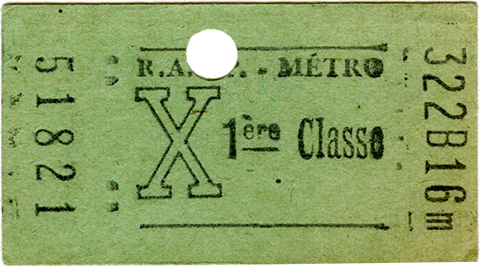 51821
R.A. . - MÉTRO
X
1ère Classe
322B16m